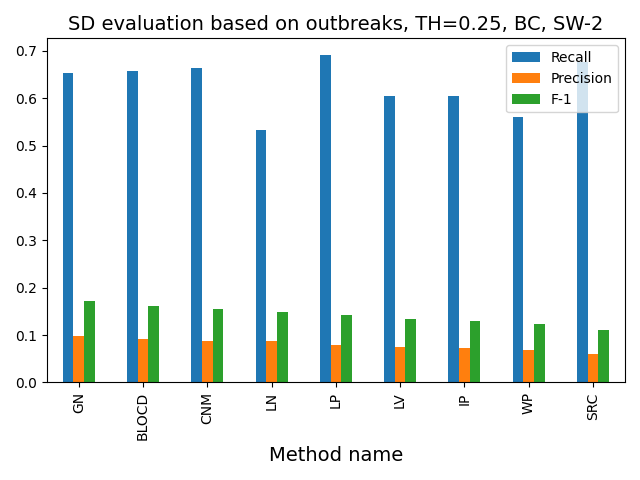 SD evaluation based on outbreaks, TH=0.25, BC, SW-2
Recall
Precision
F-1
0.7
0.6
0.5
0.4
0.3
0.2
0.1
0.0
GN
BLOCD
CNM
LN
LP
LV
IP
WP
SRC
Method name